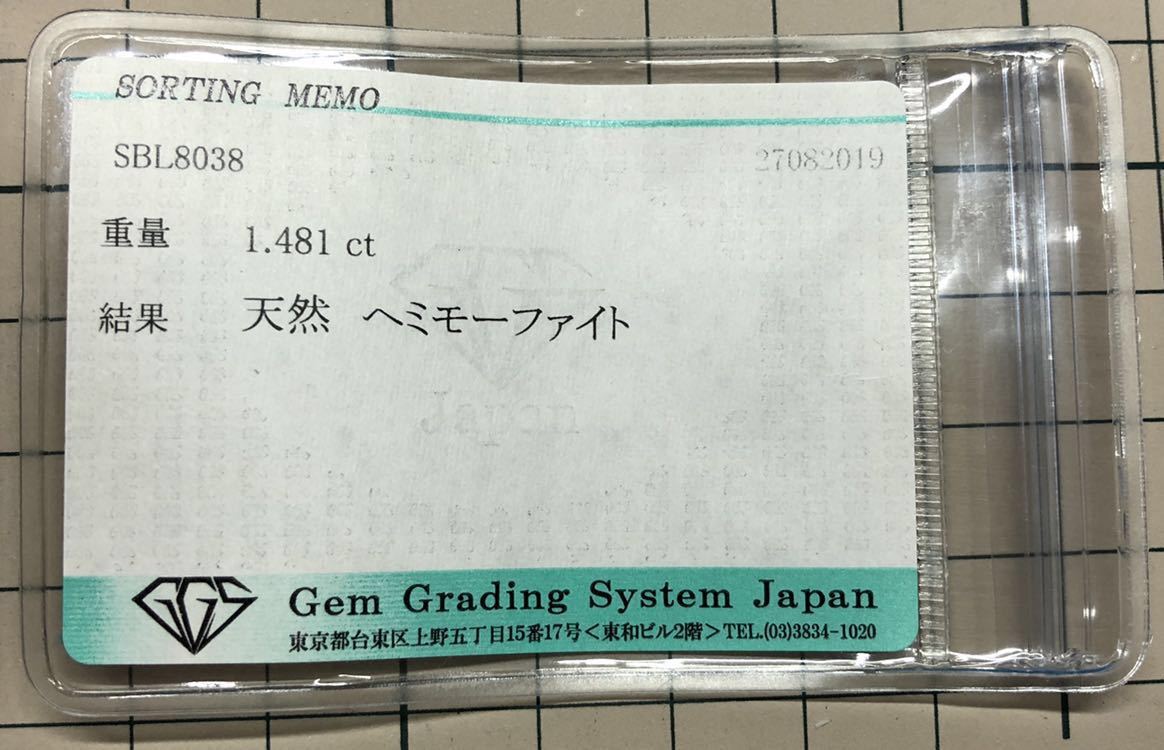 SORTING MEMO
SBL8038 27082019
重量 1.481 ct
結果 天然 ヘミモーファイト
Japan
GGS Gem Grading System Japan
東京都台東区上野五丁目15番17号<東和ビル2階>TEL.(03)3834-1020